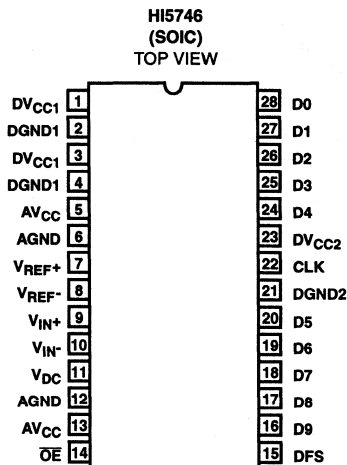 HI5746
(SOIC)
TOP VIEW
DVCC1 1 28 D0
DGND1 2 27 D1
DVCC1 3 26 D2
DGND1 4 25 D3
AVCC 5 24 D4
AGND 6 23 DVCC2
VREF+ 7 22 CLK
VREF- 8 21 DGND2
VIN+ 9 20 D5
VIN- 10 19 D6
VDC 11 18 D7
AGND 12 17 D8
AVCC 13 16 D9
OE 14 15 DFS